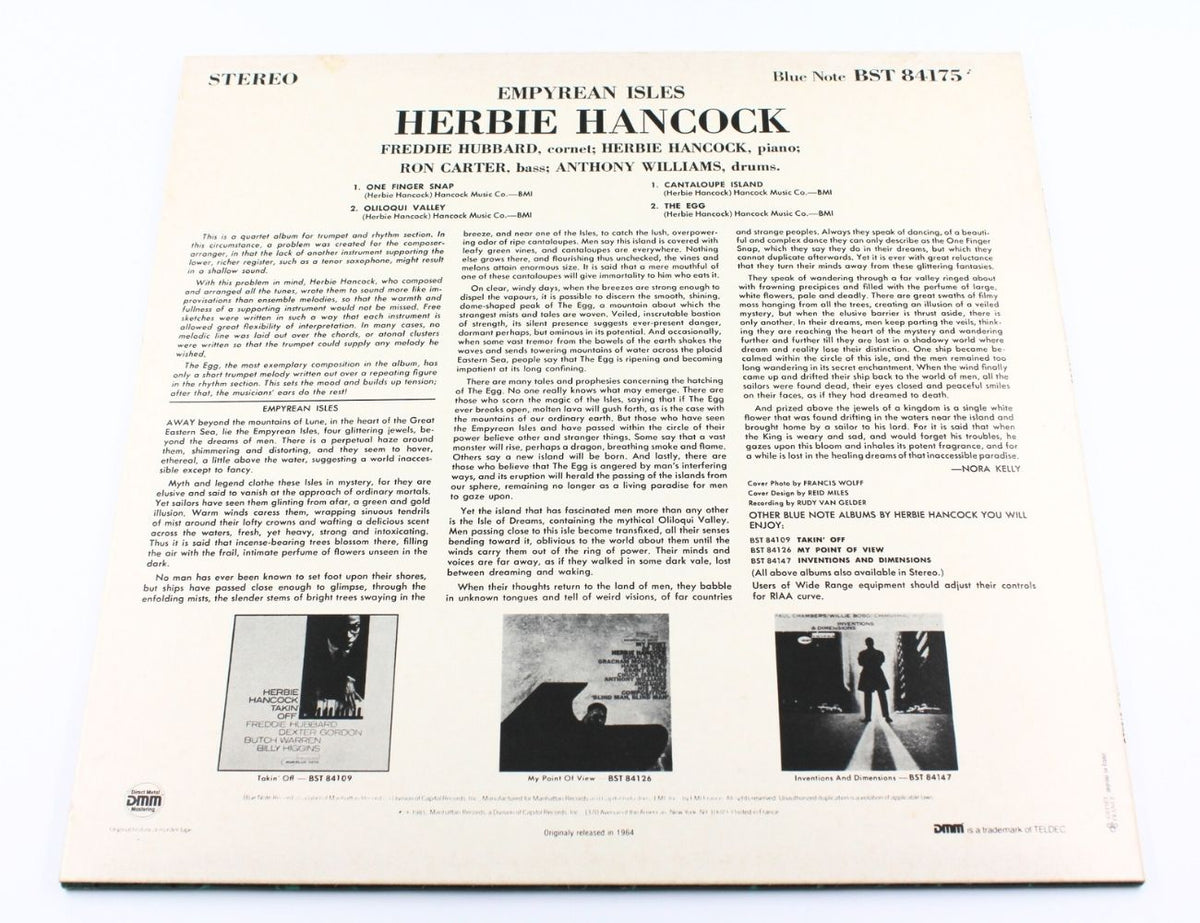 STEREO
Blue Note BST 84175
EMPYREAN ISLES
HERBIE HANCOCK
FREDDIE HUBBARD, cornet; HERBIE HANCOCK, piano;
RON CARTER, bass; ANTHONY WILLIAMS, drums.
1. ONE FINGER SNAP
(Herbie Hancock) Hancock Music Co.—BMI
2. OLILOQUI VALLEY
(Herbie Hancock) Hancock Music Co.—BMI
1. CANTALOUPE ISLAND
(Herbie Hancock) Hancock Music Co.—BMI
2. THE EGG
(Herbie Hancock) Hancock Music Co.—BMI
This is a quartet album for trumpet and rhythm section. In
this circumstance, a problem was created for the composer-
arranger, in that the lack of another instrument supporting the
lower, richer register, such as a tenor saxophone, might result
in a shallow sound.
With this problem in mind, Herbie Hancock, who composed
and arranged all the tunes, wrote them to sound more like im-
provisations than ensemble melodies, so that the warmth and
fullness of a supporting instrument would not be missed. Free
sketches were written in such a way that each instrument is
allowed great flexibility of interpretation. In many cases, no
melodic line was laid out over the chords, or atonal clusters
were written so that the trumpet could supply any melody he
wished.
The Egg, the most exemplary composition in the album, has
only a short trumpet melody written out over a repeating figure
in the rhythm section. This sets the mood and builds up tension;
after that, the musicians' ears do the rest!
EMPYREAN ISLES
AWAY beyond the mountains of Lune, in the heart of the Great
Eastern Sea, lie the Empyrean Isles, four glittering jewels, be-
yond the dreams of men. There is a perpetual haze around
them, shimmering and distorting, and they seem to hover,
ethereal, a little above the water, suggesting a world inacces-
sible except to fancy.
Myth and legend clothe these Isles in mystery, for they are
elusive and said to vanish at the approach of ordinary mortals.
Yet sailors have seen them glinting from afar, a green and gold
illusion. Warm winds caress them, wrapping sinuous tendrils
of mist around their lofty crowns and wafting a delicious scent
across the waters, fresh, yet heavy, strong and intoxicating.
Thus it is said that incense-bearing trees blossom there, filling
the air with the frail, intimate perfume of flowers unseen in the
dark.
No man has ever been known to set foot upon their shores,
but ships have passed close enough to glimpse, through the
enfolding mists, the slender stems of bright trees swaying in the
breeze, and near one of the Isles, to catch the lush, overpower-
ing odor of ripe cantaloupes. Men say this island is covered with
leafy green vines, and cantaloupes are everywhere. Nothing
else grows there, and flourishing thus unchecked, the vines and
melons attain enormous size. It is said that a mere mouthful of
one of these cantaloupes will give immortality to him who eats it.
On clear, windy days, when the breezes are strong enough to
dispel the vapours, it is possible to discern the smooth, shining,
dome-shaped peak of The Egg, a mountain about which the
strangest mists and tales are woven. Veiled, inscrutable bastion
of strength, its silent presence suggests ever-present danger,
dormant perhaps, but ominous in its potential. And occasionally,
when some vast tremor from the bowels of the earth shakes the
waves and sends towering mountains of water across the placid
Eastern Sea, people say that The Egg is ripening and becoming
impatient at its long confining.
There are many tales and prophesies concerning the hatching
of The Egg. No one really knows what may emerge. There are
those who scorn the magic of the Isles, saying that if The Egg
ever breaks open, molten lava will gush forth, as is the case with
the mountains of our ordinary earth. But those who have seen
the Empyrean Isles and have passed within the circle of their
power believe other and stranger things. Some say that a vast
monster will rise, perhaps a dragon, breathing smoke and flame.
Others say a new island will be born. And lastly, there are
those who believe that The Egg is angered by man's interfering
ways, and its eruption will herald the passing of the islands from
our sphere, remaining no longer as a living paradise for men
to gaze upon.
Yet the island that has fascinated men more than any other
is the Isle of Dreams, containing the mythical Oliloqui Valley.
Men passing close to this isle become transfixed, all their senses
bending toward it, oblivious to the world about them until the
winds carry them out of the ring of power. Their minds and
voices are far away, as if they walked in some dark vale, lost
between dreaming and waking.
When their thoughts return to the land of men, they babble
in unknown tongues and tell of weird visions, of far countries
and strange peoples. Always they speak of dancing, of a beauti-
ful and complex dance they can only describe as the One Finger
Snap, which they say they do in their dreams, but which they
cannot duplicate afterwards. Yet it is ever with great reluctance
that they turn their minds away from these glittering fantasies.
They speak of wandering through a far valley ringed about
with frowning precipices and filled with the perfume of large,
white flowers, pale and deadly. There are great swaths of filmy
moss hanging from all the trees, creating an illusion of a veiled
mystery, but when the elusive barrier is thrust aside, there is
only another. In their dreams, men keep parting the veils, think-
ing they are reaching the heart of the mystery and wandering
further and further till they are lost in a shadowy world where
dream and reality lose their distinction. One ship became be-
calmed within the circle of this isle, and the men remained too
long wandering in its secret enchantment. When the wind finally
came up and drifted their ship back to the world of men, all the
sailors were found dead, their eyes closed and peaceful smiles
on their faces, as if they had dreamed to death.
And prized above the jewels of a kingdom is a single white
flower that was found drifting in the waters near the island and
brought home by a sailor to his lord. For it is said that when
the King is weary and sad, and would forget his troubles, he
gazes upon this bloom and inhales its potent fragrance, and for
a while is lost in the healing dreams of that inaccessible paradise.
—NORA KELLY
Cover Photo by FRANCIS WOLFF
Cover Design by REID MILES
Recording by RUDY VAN GELDER
OTHER BLUE NOTE ALBUMS BY HERBIE HANCOCK YOU WILL
ENJOY:
BST 84109 TAKIN' OFF
BST 84126 MY POINT OF VIEW
BST 84147 INVENTIONS AND DIMENSIONS
(All above albums also available in Stereo.)
Users of Wide Range equipment should adjust their controls
for RIAA curve.
HERBIE
HANCOCK
TAKIN'
OFF
FREDDIE HUBBARD
DEXTER GORDON
BUTCH WARREN
BILLY HIGGINS
HERBIE HANCOCK
INVENTIONS
& DIMENSIONS
Takin' Off — BST 84109
My Point Of View — BST 84126
Inventions And Dimensions — BST 84147
Direct Metal
DMM
Mastering
Originaly released in 1964
DMM is a trademark of TELDEC